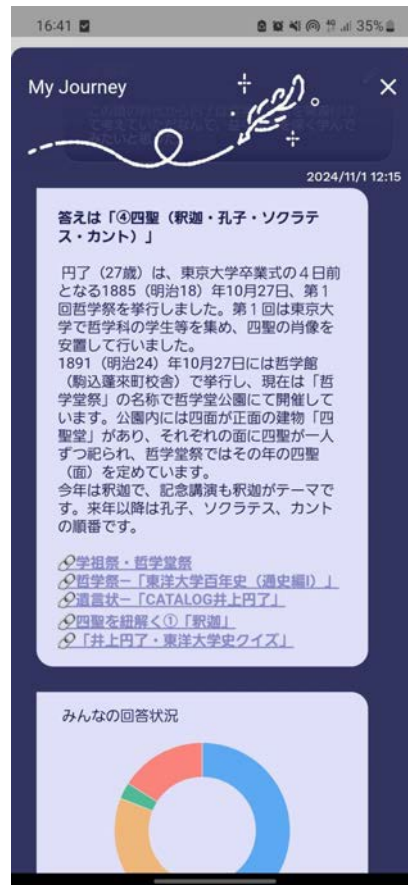 16:41
35%
My Journey
2024/11/1 12:15
答えは「④四聖（釈迦・孔子・ソクラテ
ス・カント）」
円了（27歳）は、東京大学卒業式の４日前
となる1885（明治18）年10月27日、第１
回哲学祭を挙行しました。第１回は東京大
学で哲学科の学生等を集め、四聖の肖像を
安置して行いました。
1891（明治24）年10月27日には哲学館
（駒込蓬来町校舎）で挙行し、現在は「哲
学堂祭」の名称で哲学堂公園にて開催して
います。公園内には四面が正面の建物「四
聖堂」があり、それぞれの面に四聖が一人
ずつ祀られ、哲学堂祭ではその年の四聖
（面）を定めています。
今年は釈迦で、記念講演も釈迦がテーマで
す。来年以降は孔子、ソクラテス、カント
の順番です。
学祖祭・哲学堂祭
哲学祭－「東洋大学百年史（通史編Ⅰ）」
遺言状－「CATALOG井上円了」
四聖を紐解く①「釈迦」
「井上円了・東洋大学史クイズ」
みんなの回答状況